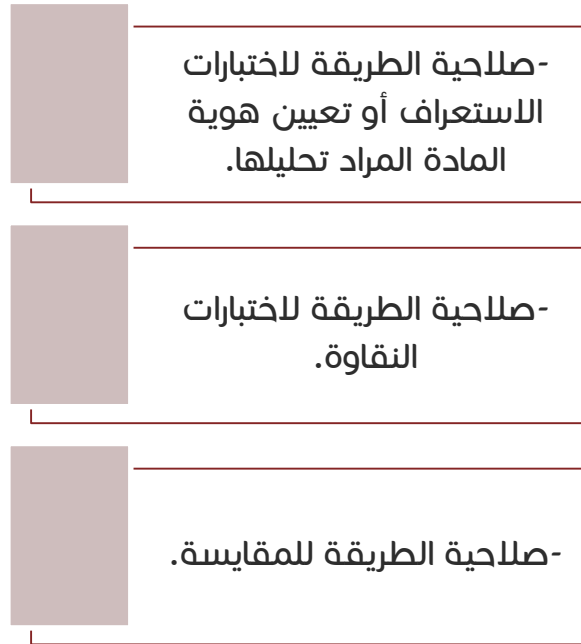 -صلاحية الطريقة لاختبارات
الاستعراف أو تعيين هوية
المادة المراد تحليلها.
-صلاحية الطريقة لاختبارات
النقاوة.
-صلاحية الطريقة للمقايسة.